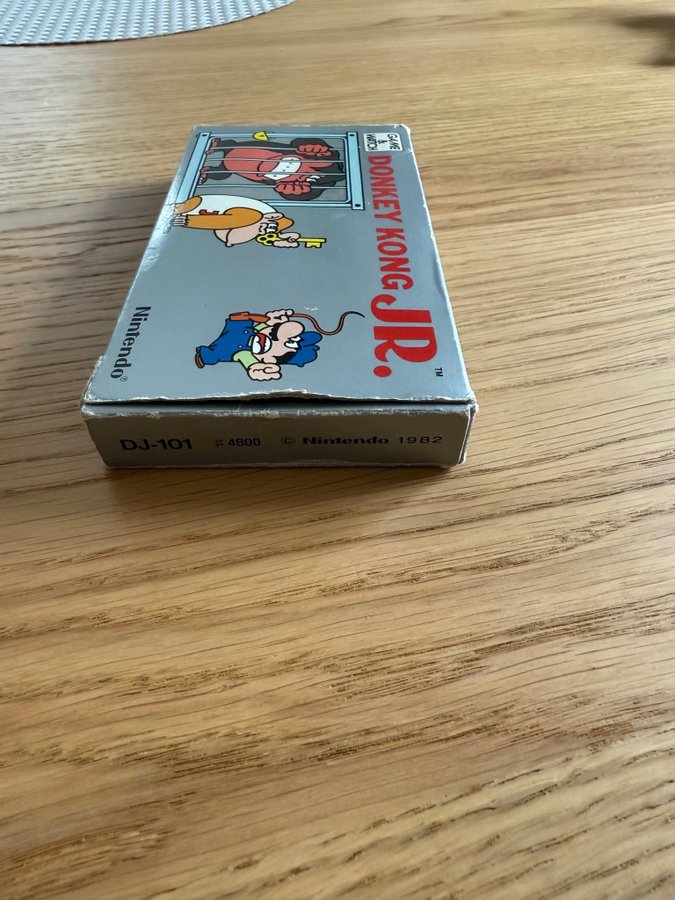 GAME
&
WATCH
DONKEY KONG JR.
TM
J
Nintendo®
DJ-101 #4800 © Nintendo 1982